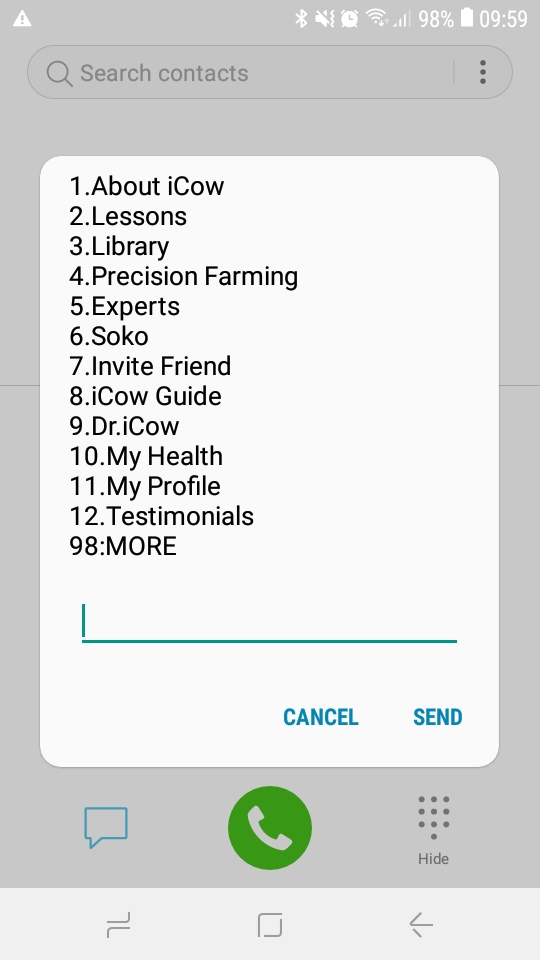 98% 09:59
Search contacts
1.About iCow
2.Lessons
3.Library
4.Precision Farming
5.Experts
6.Soko
7.Invite Friend
8.iCow Guide
9.Dr.iCow
10.My Health
11.My Profile
12.Testimonials
98:MORE
CANCEL SEND
Hide